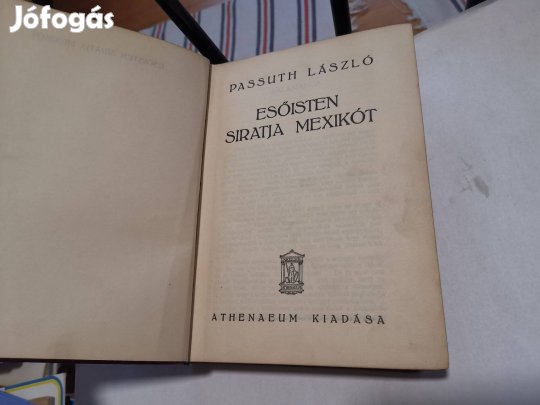 Jófogás
PASSUTH LÁSZLÓ
ESŐISTEN
SIRATJA MEXIKÓT
ATHENAEUM KIADÁSA